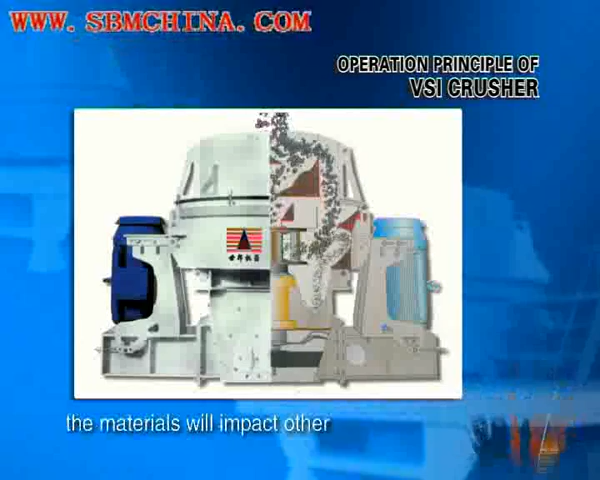 WWW. SBMCHINA. COM
OPERATION PRINCIPLE OF
VSI CRUSHER
the materials will impact other